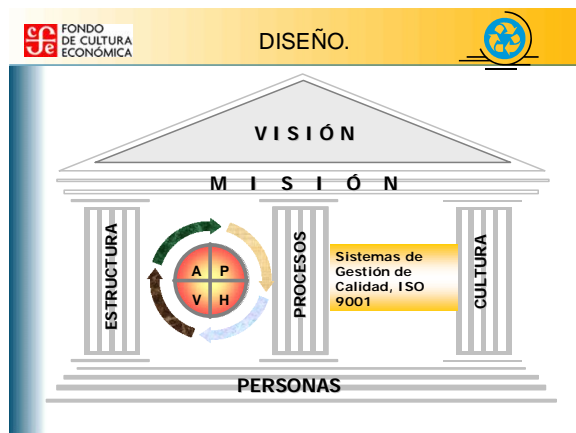 FONDO
DE CULTURA
ECONÓMICA
DISEÑO.
VISIÓN
MISIÓN
ESTRUCTURA
A P
V H
PROCESOS
Sistemas de
Gestión de
Calidad, ISO
9001
CULTURA
PERSONAS